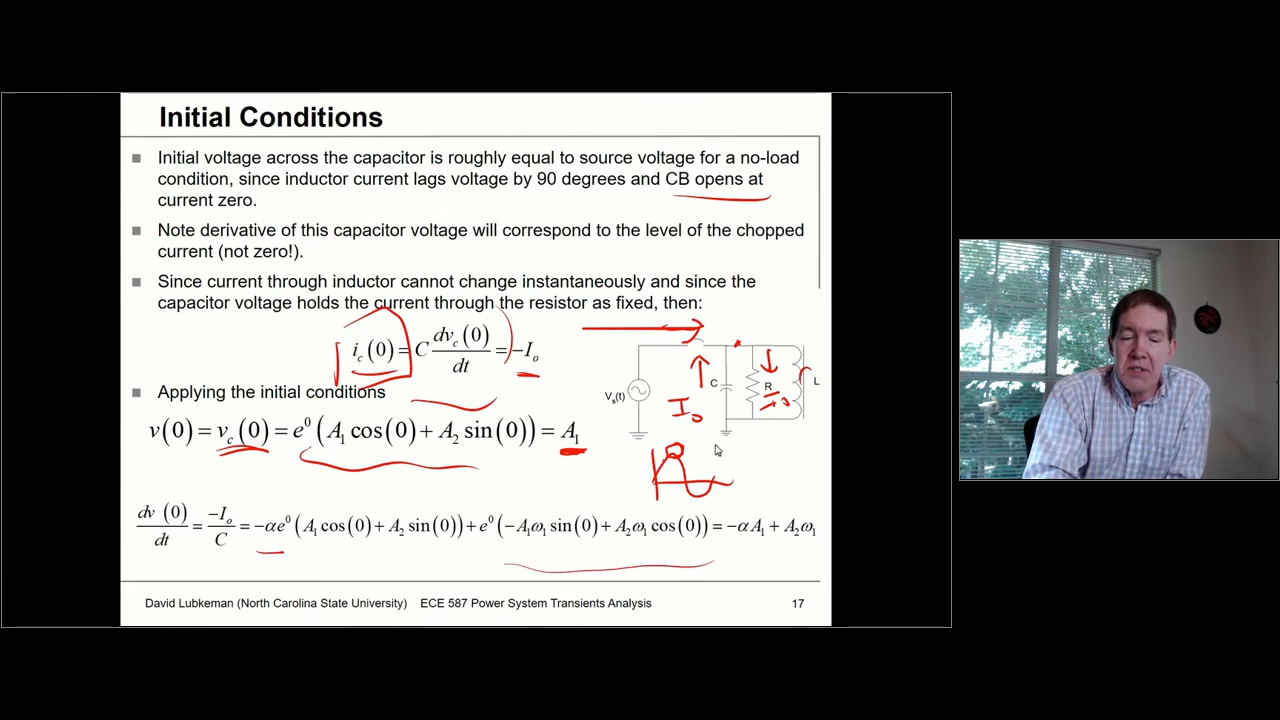 Initial Conditions
Initial voltage across the capacitor is roughly equal to source voltage for a no-load
condition, since inductor current lags voltage by 90 degrees and CB opens at
current zero.
Note derivative of this capacitor voltage will correspond to the level of the chopped
current (not zero!).
Since current through inductor cannot change instantaneously and since the
capacitor voltage holds the current through the resistor as fixed, then:
i_c(0) = C dv_c(0)/dt = -I_o
Applying the initial conditions
v(0) = v_c(0) = e^0 (A_1 cos(0) + A_2 sin(0)) = A_1
V_s(t)
C
R
L
I_0
dv(0)/dt = -I_o/C = -αe^0 (A_1 cos(0) + A_2 sin(0)) + e^0 (-A_1ω_1 sin(0) + A_2ω_1 cos(0)) = -αA_1 + A_2ω_1
David Lubkeman (North Carolina State University) ECE 587 Power System Transients Analysis 17